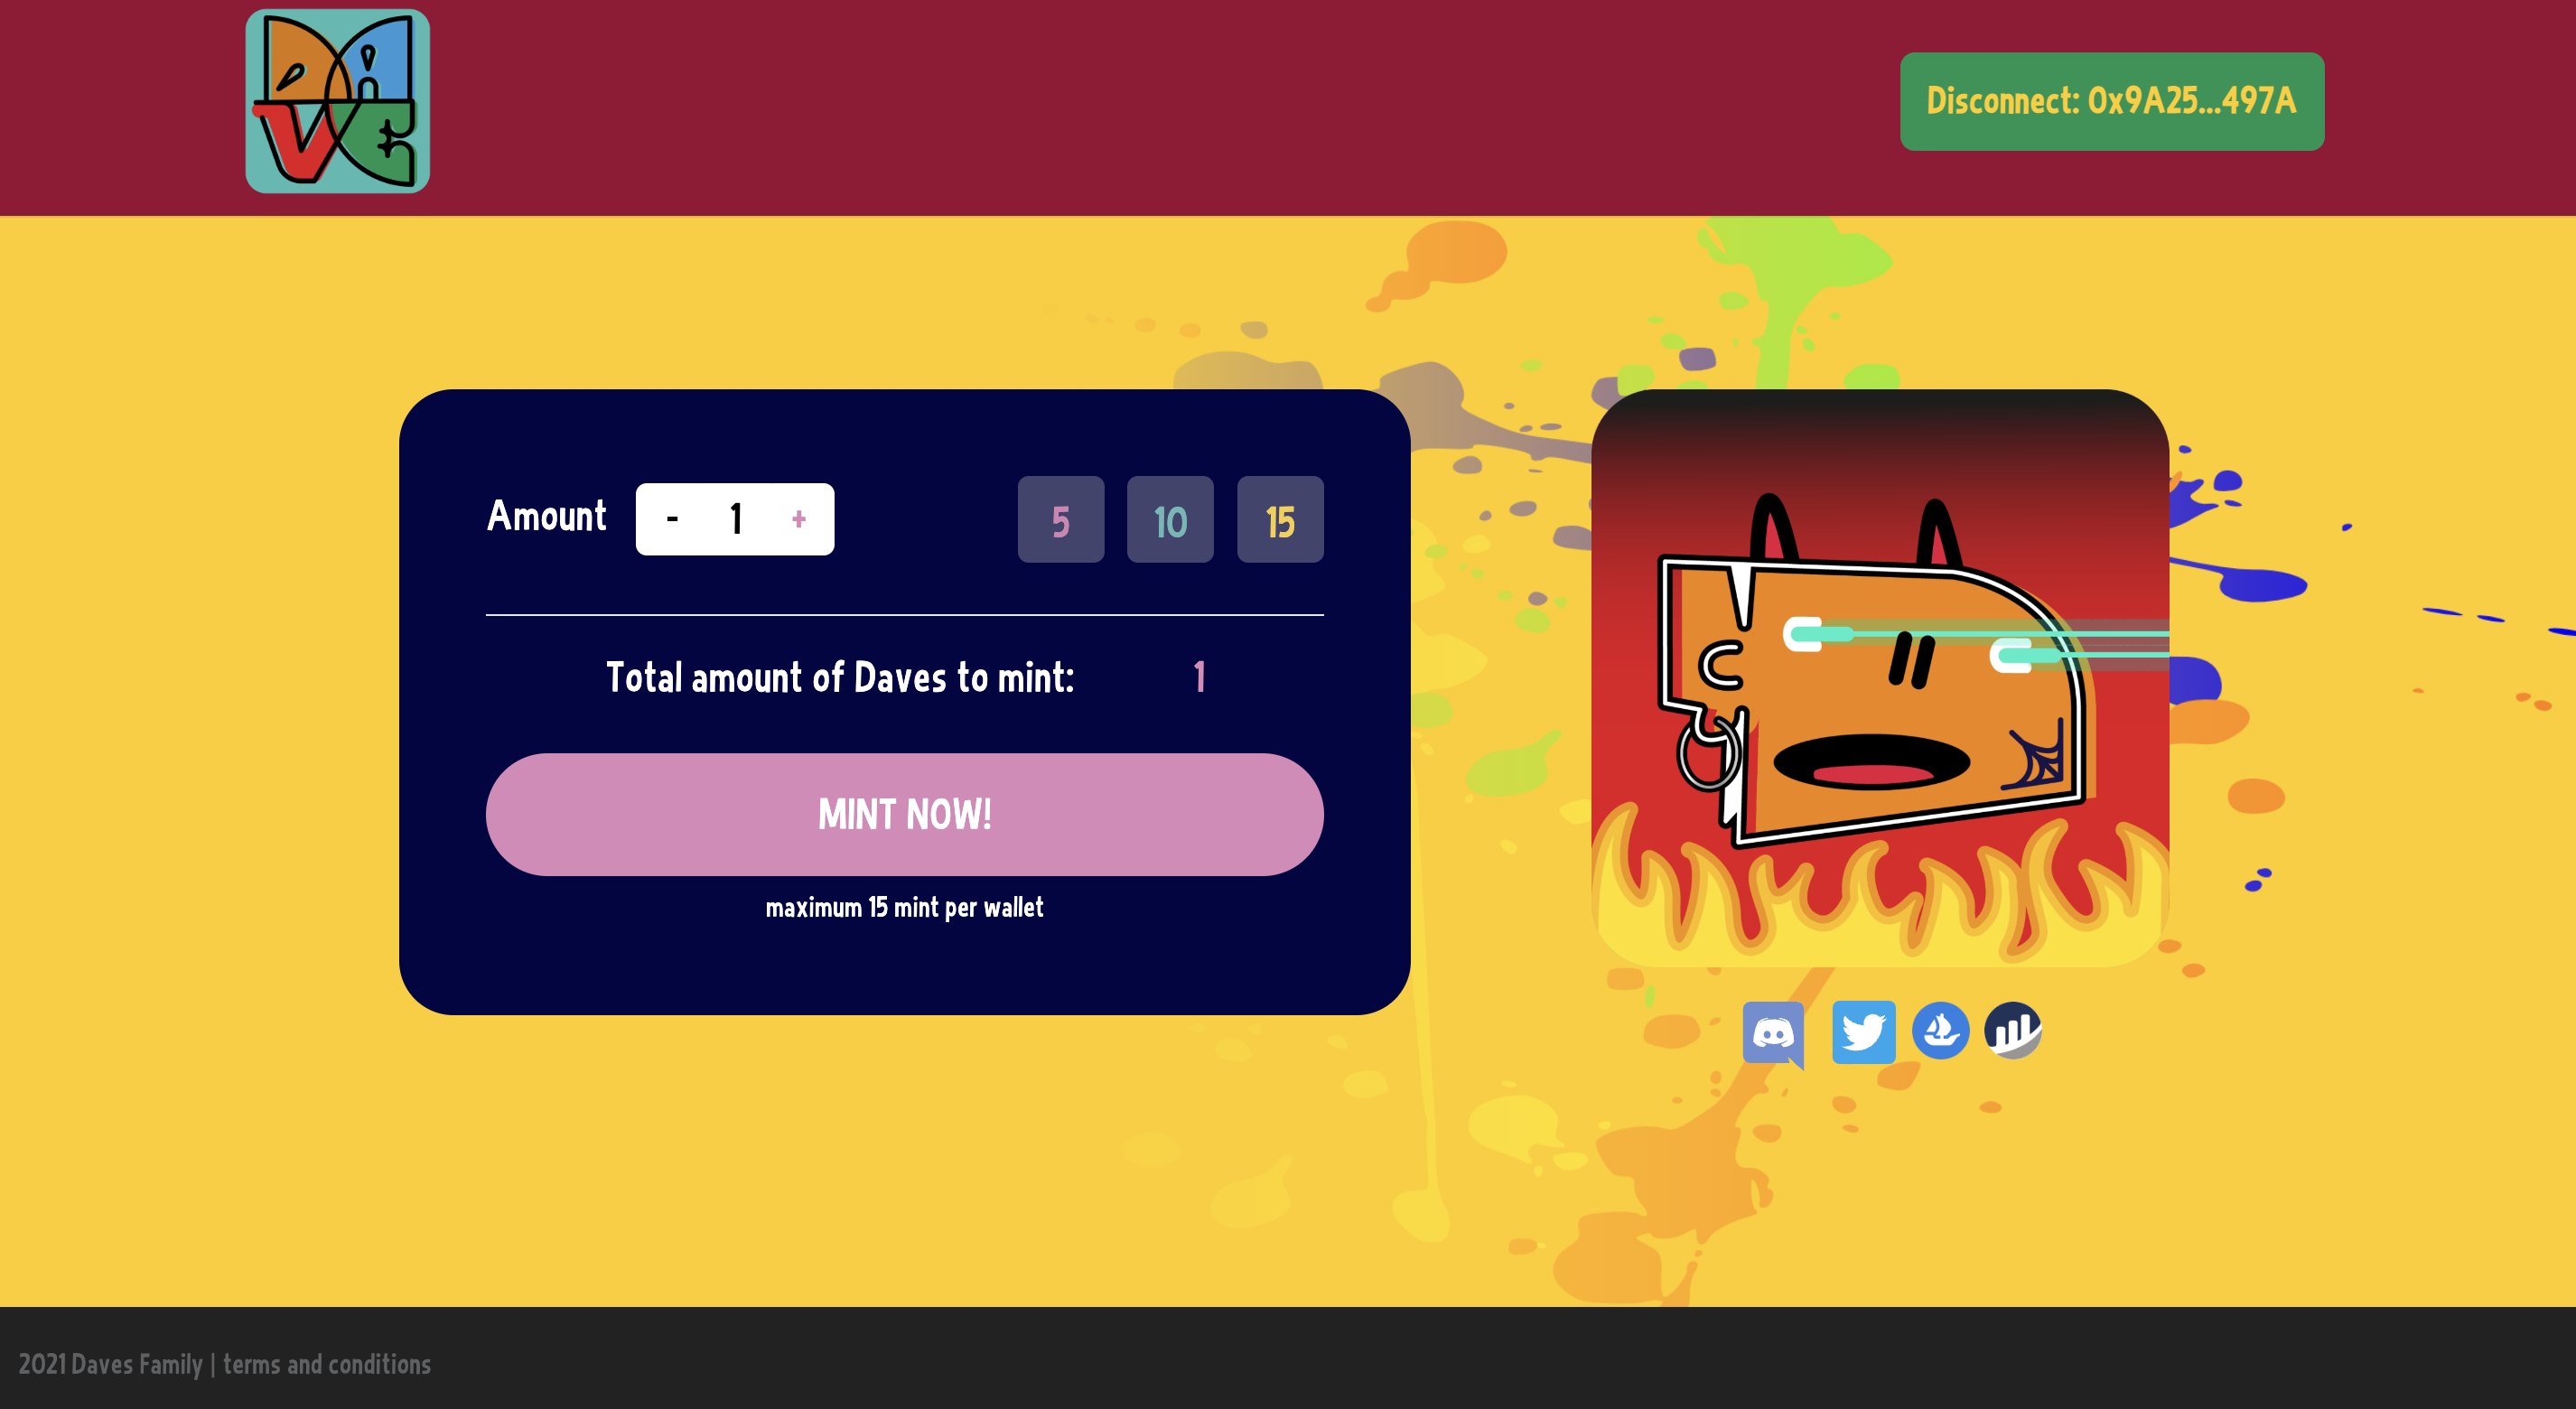 Disconnect: 0x9A25...497A
Amount - 1 + 5 10 15
Total amount of Daves to mint: 1
MINT NOW!
maximum 15 mint per wallet
2021 Daves Family | terms and conditions